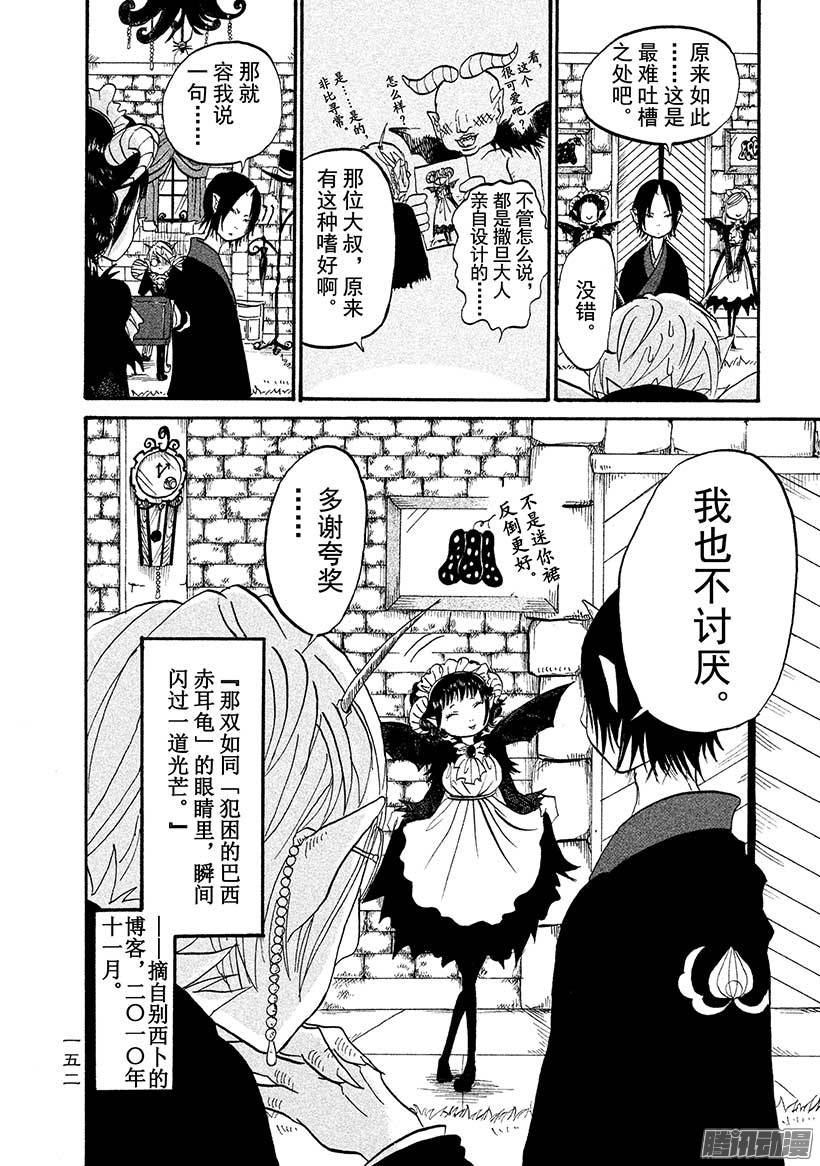 原来如此
……这是
最难吐槽
之处吧。
没错。
看，这个
很可爱吧？
怎么样？
是……是的，
非比寻常。
不管怎么说，
都是撒旦大人
亲自设计的……
那位大叔，原来
有这种嗜好啊。
那就
容我说
一句……
我也不讨厌。
不是迷你裙
反倒更好。
多谢夸奖
……
『那双如同「犯困的巴西
赤耳龟」的眼睛里，瞬间
闪过一道光芒。』
——摘自别西卜的
博客，二〇一〇年
十一月。
一五二
腾讯动漫